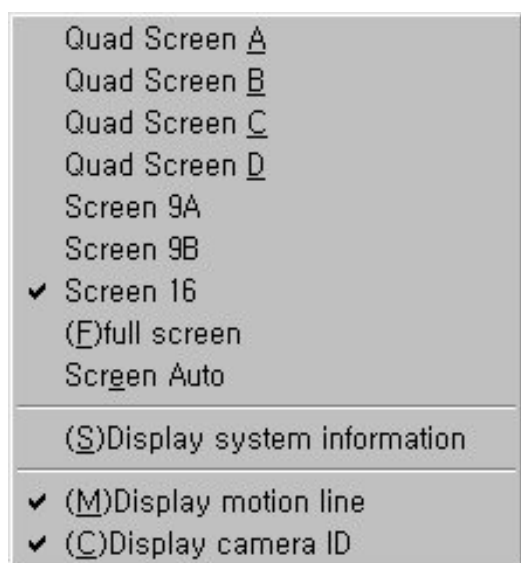 Quad Screen A
Quad Screen B
Quad Screen C
Quad Screen D
Screen 9A
Screen 9B
✔ Screen 16
(F)full screen
Screen Auto
(S)Display system information
✔ (M)Display motion line
✔ (C)Display camera ID